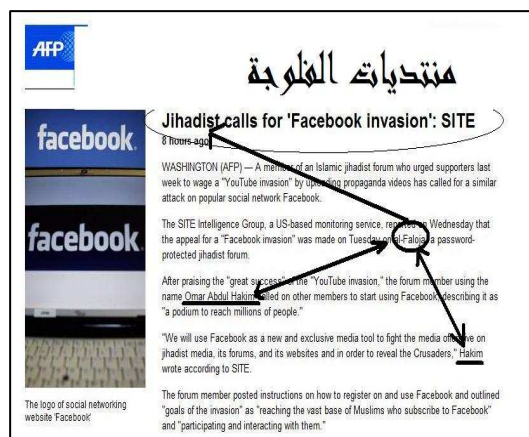 AFP
منتديات الفلوجة
facebook
facebook
Jihadist calls for 'Facebook invasion': SITE
8 hours ago
WASHINGTON (AFP) — A member of an Islamic jihadist forum who urged supporters last
week to wage a "YouTube invasion" by uploading propaganda videos has called for a similar
attack on popular social network Facebook.
The SITE Intelligence Group, a US-based monitoring service, reported on Wednesday that
the appeal for a "Facebook invasion" was made on Tuesday on al-Faloja, a password-
protected jihadist forum.
After praising the "great success" of the "YouTube invasion," the forum member using the
name Omar Abdul Hakim called on other members to start using Facebook, describing it as
"a podium to reach millions of people."
"We will use Facebook as a new and exclusive media tool to fight the media offensive on
jihadist media, its forums, and its websites and in order to reveal the Crusaders," Hakim
wrote according to SITE.
The forum member posted instructions on how to register on and use Facebook and outlined
"goals of the invasion" as "reaching the vast base of Muslims who subscribe to Facebook"
and "participating and interacting with them."
The logo of social networking
website 'Facebook'